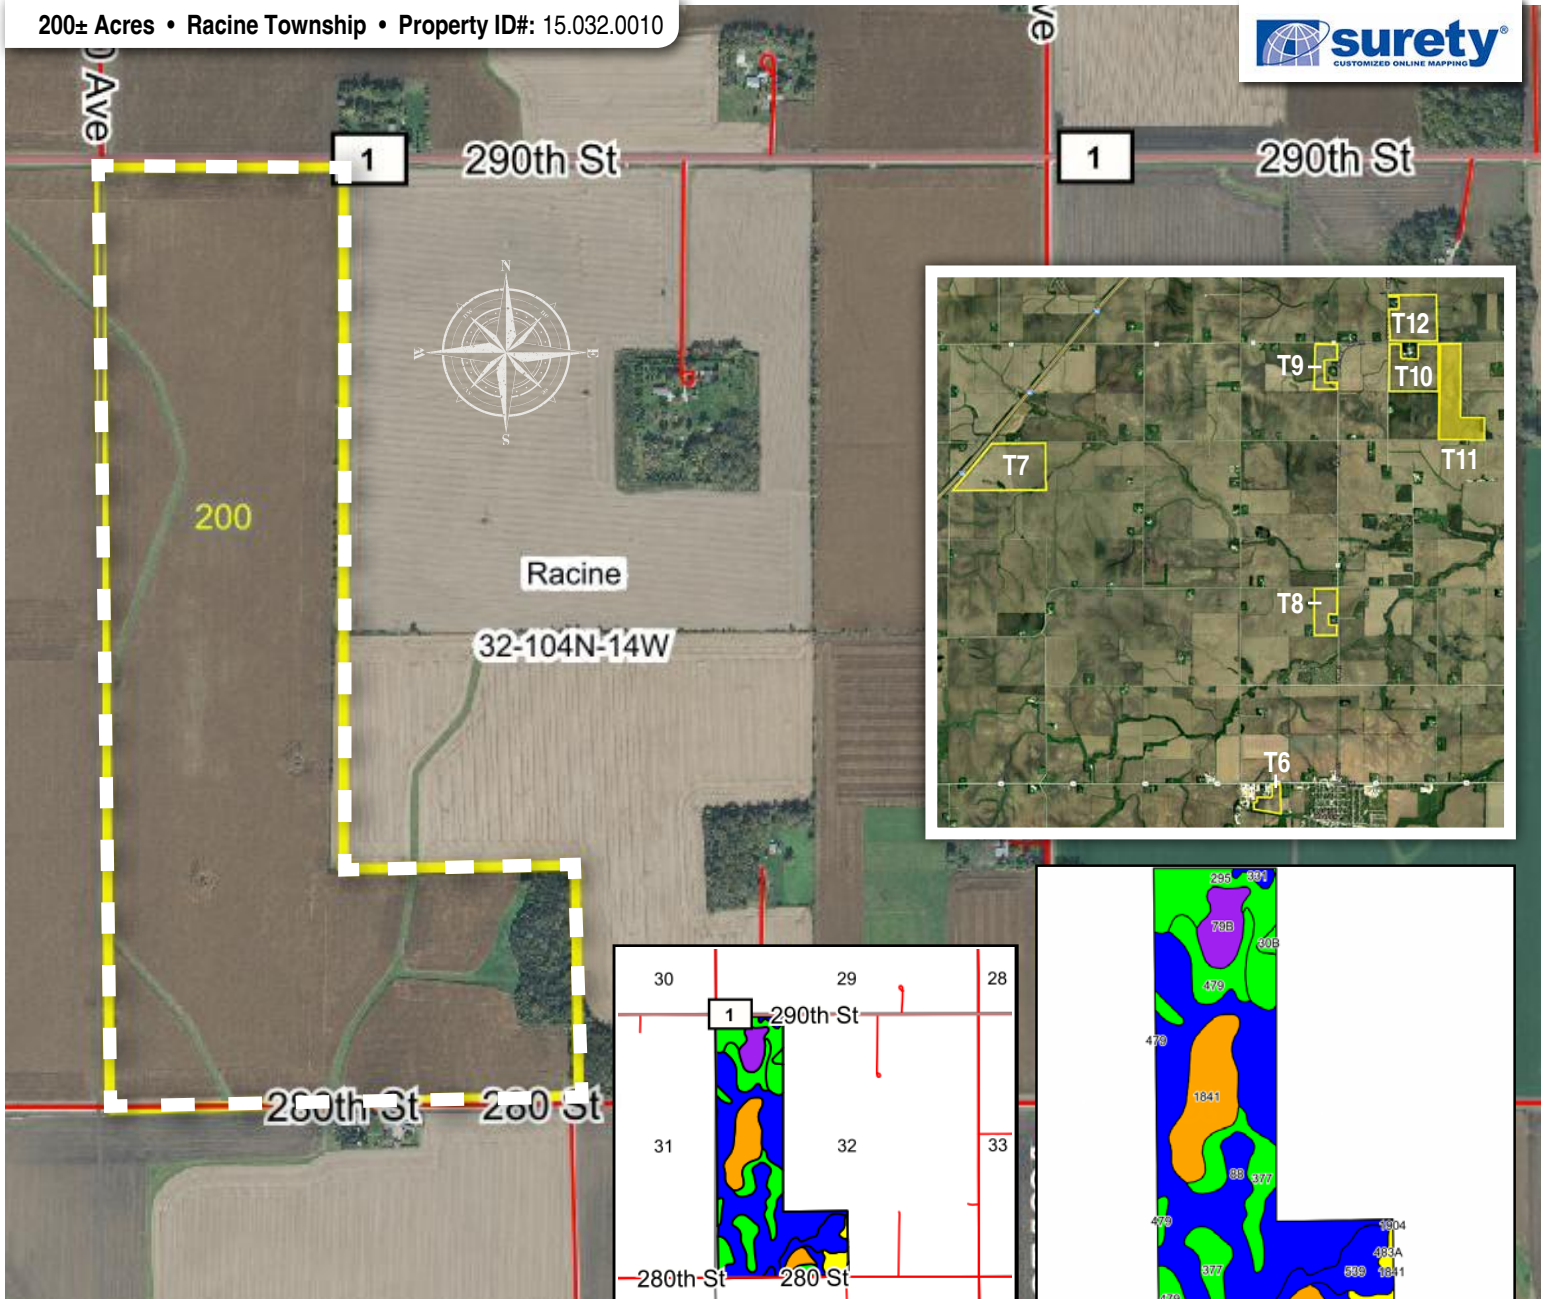 200± Acres • Racine Township • Property ID#: 15.032.0010
surety®
CUSTOMIZED ONLINE MAPPING
0 Ave
ve
1
290th St
1
290th St
N
E
S
W
200
Racine
32-104N-14W
280th St
280 St
T12
T9
T10
T11
T7
T8
T6
30
29
28
1
290th St
31
32
33
280th St
280 St
295
331
79B
30B
479
479
1841
88
377
479
1904
483A
539
1841
377
479